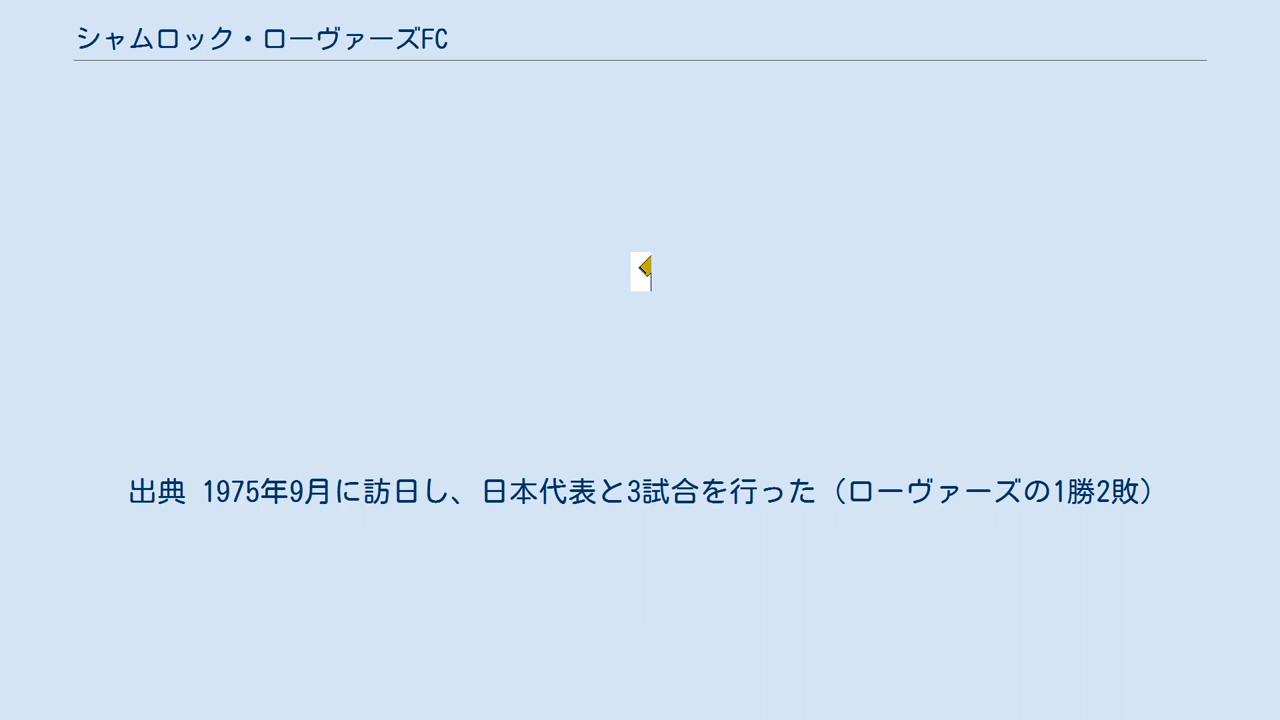 シャムロック・ローヴァーズFC
出典 1975年9月に訪日し、日本代表と3試合を行った（ローヴァーズの1勝2敗）